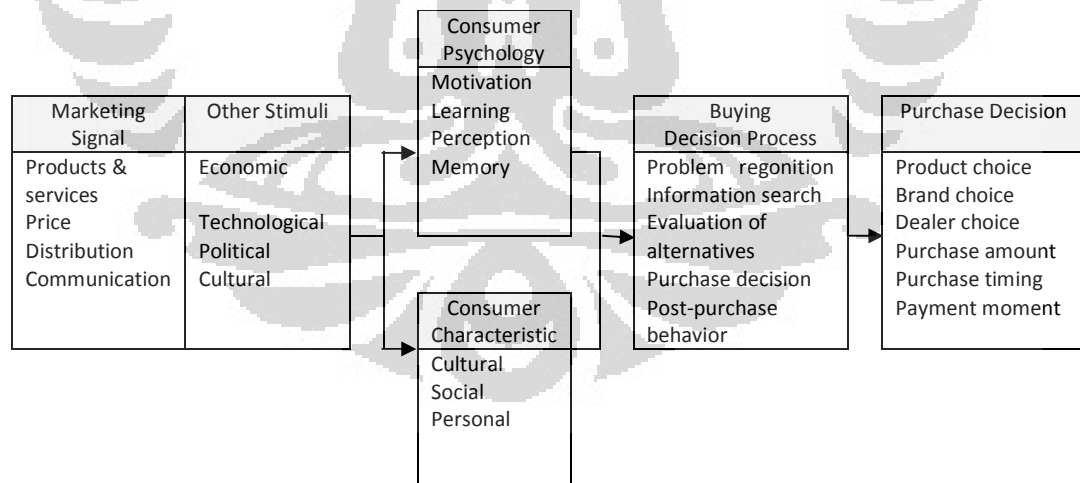 Marketing
Signal
Products &
services
Price
Distribution
Communication
Other Stimuli
Economic
Technological
Political
Cultural
Consumer
Psychology
Motivation
Learning
Perception
Memory
Consumer
Characteristic
Cultural
Social
Personal
Buying
Decision Process
Problem regonition
Information search
Evaluation of
alternatives
Purchase decision
Post-purchase
behavior
Purchase Decision
Product choice
Brand choice
Dealer choice
Purchase amount
Purchase timing
Payment moment